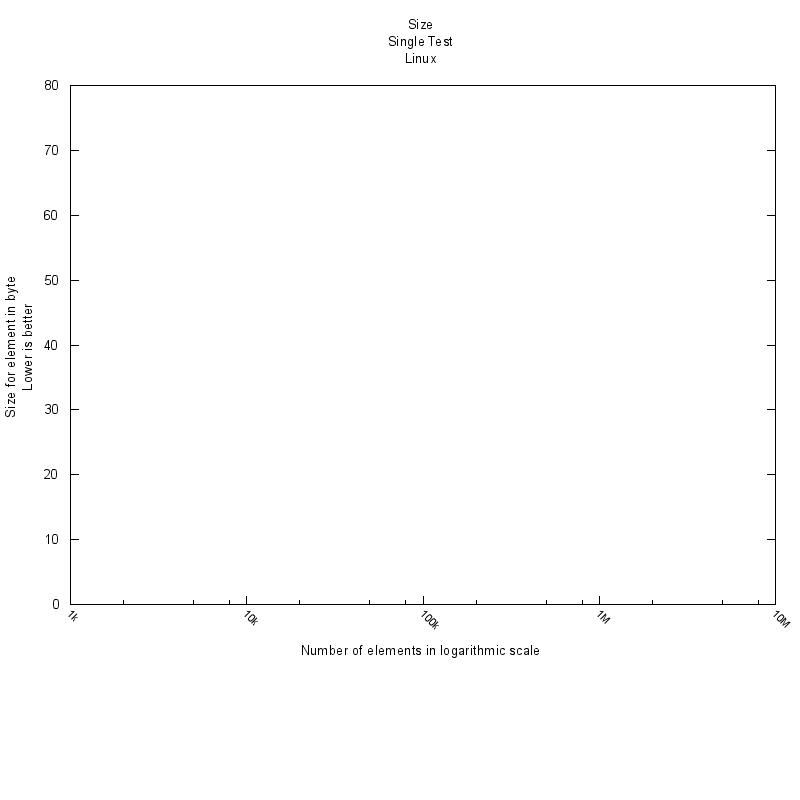 Size
Single Test
Linux
80
70
60
50
40
30
20
10
0
Size for element in byte
Lower is better
1k
10k
100k
1M
10M
Number of elements in logarithmic scale